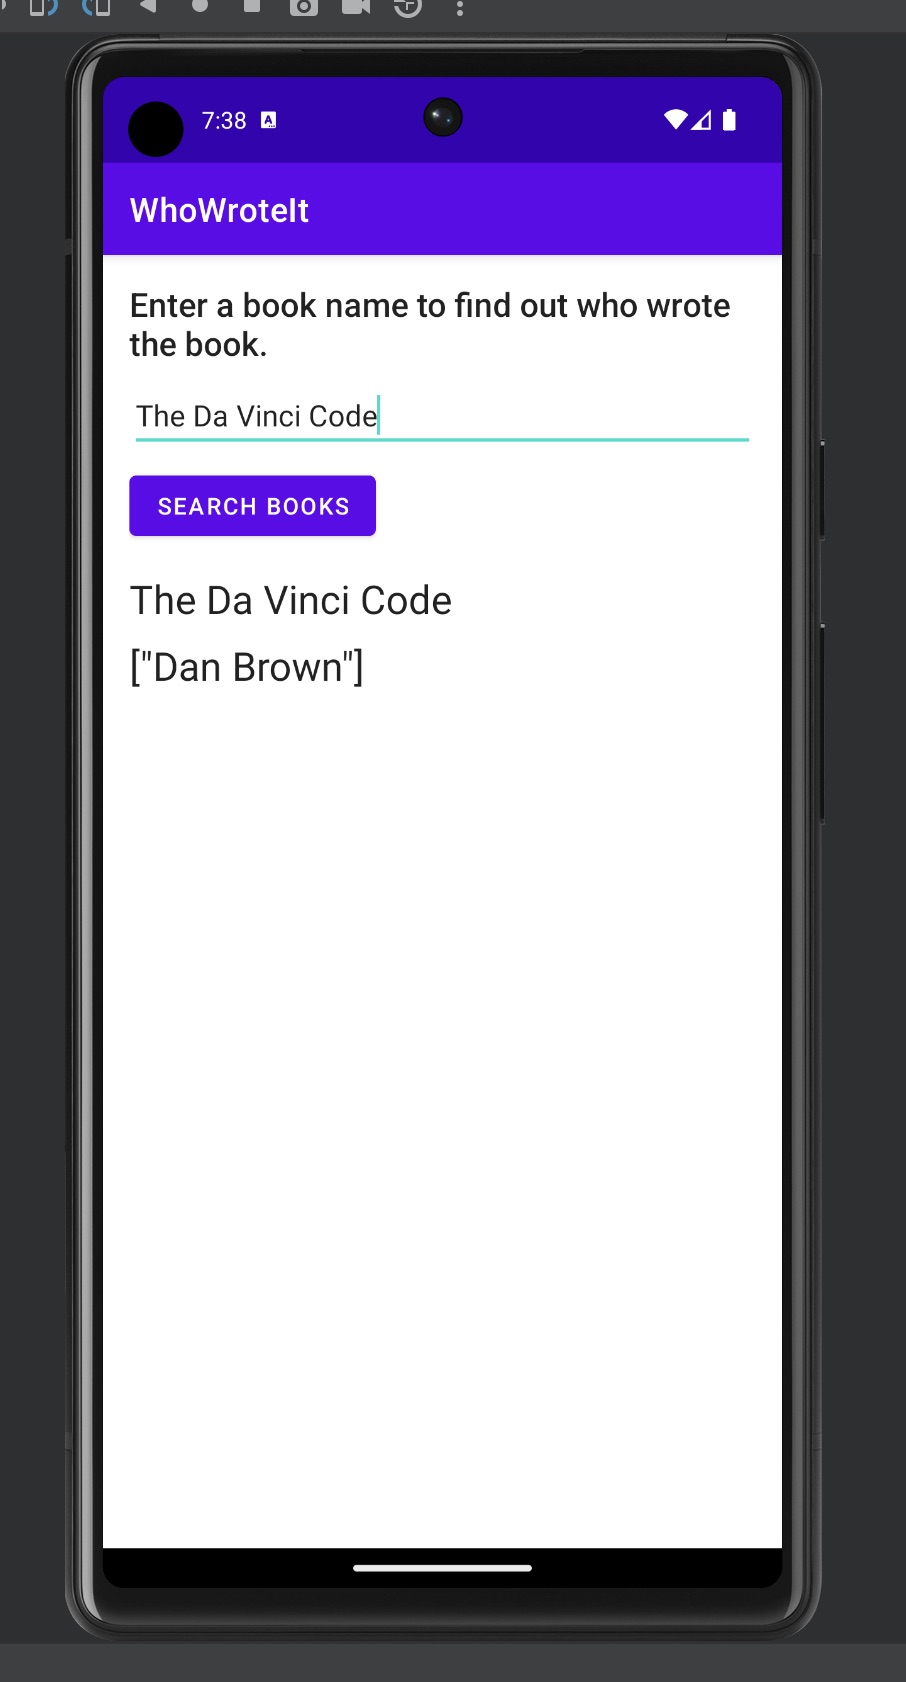 7:38
WhoWroteIt
Enter a book name to find out who wrote
the book.
The Da Vinci Code
SEARCH BOOKS
The Da Vinci Code
["Dan Brown"]